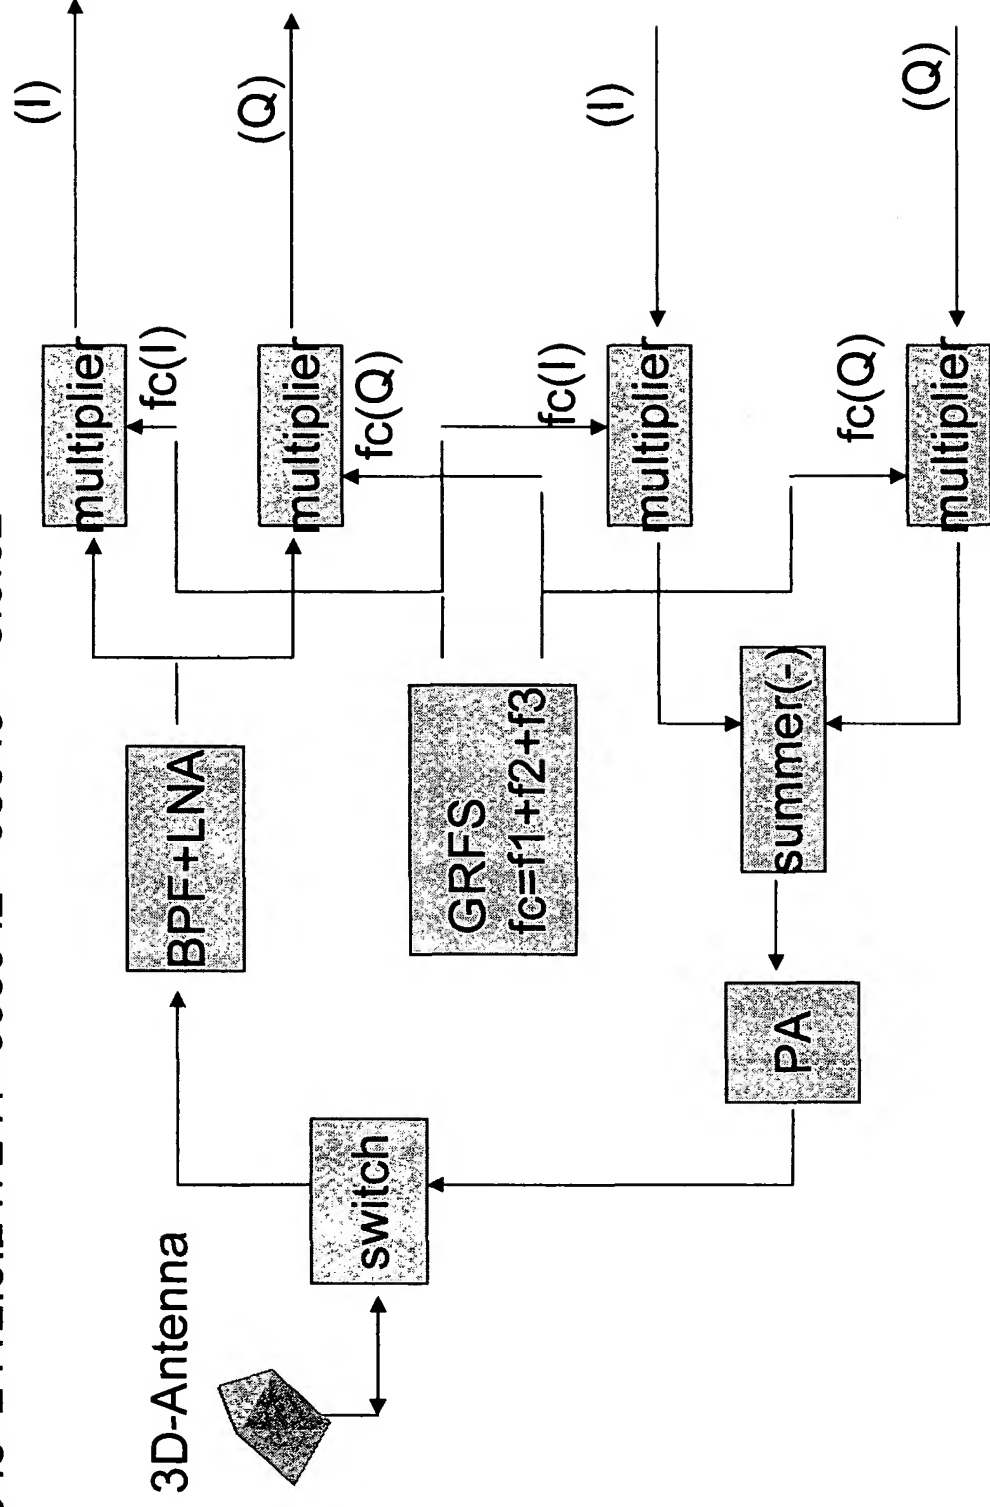 3D-Antenna
switch
BPF+LNA
GRFS
fc=f1+f2+f3
PA
summer(-)
multiplier
fc(I)
(I)
multiplier
fc(Q)
(Q)
multiplier
fc(I)
(I)
multiplier
fc(Q)
(Q)